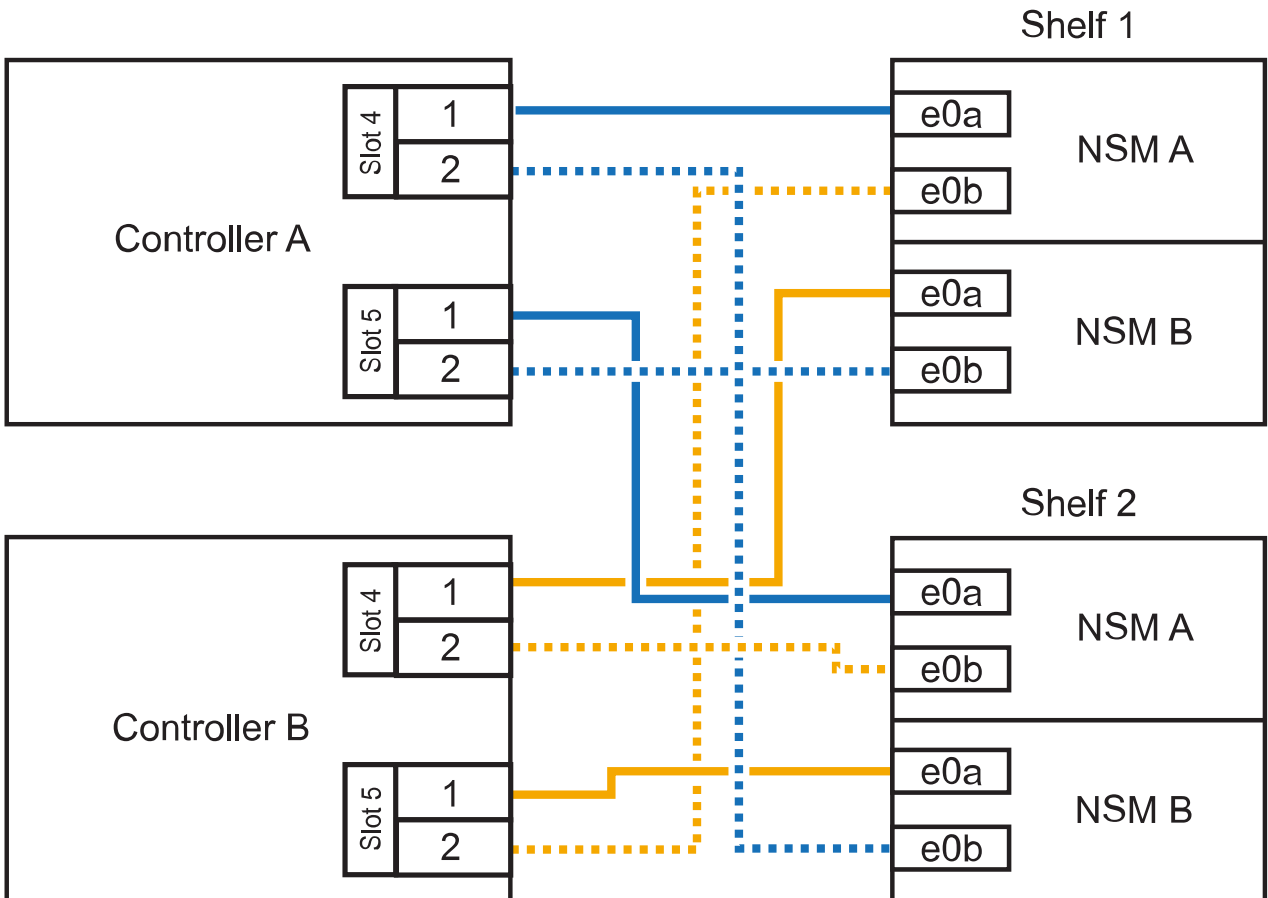 Shelf 1
Slot 4
1
2
Controller A
Slot 5
1
2
e0a
e0b
NSM A
e0a
e0b
NSM B
Shelf 2
Slot 4
1
2
Controller B
Slot 5
1
2
e0a
e0b
NSM A
e0a
e0b
NSM B